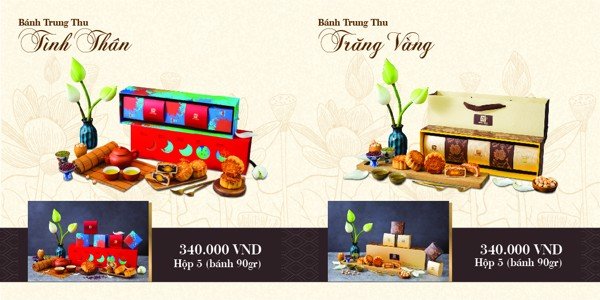 Bánh Trung Thu
Tình Thân
340.000 VND
Hộp 5 (bánh 90gr)
Bánh Trung Thu
Trăng Vàng
340.000 VND
Hộp 5 (bánh 90gr)